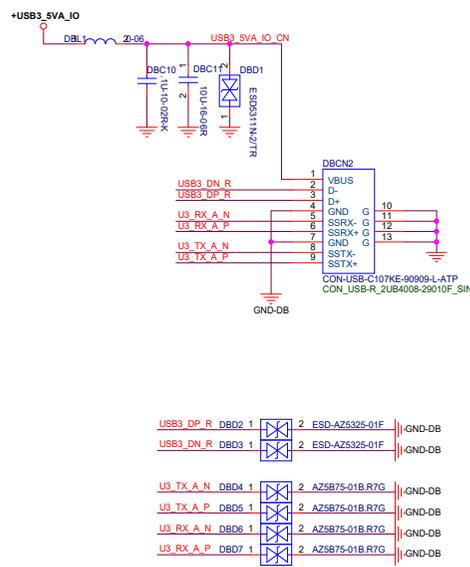 +USB3_5VA_IO
DBL1 1 2 0-06 USB3_5VA_IO_CN
DBC10 .1U-10-02R-K
DBC11 1 2 10U-16-06R
DBD1 2 1 ESD5311N-2/TR
DBCN2
USB3_DN_R
USB3_DP_R
U3_RX_A_N
U3_RX_A_P
U3_TX_A_N
U3_TX_A_P
1 VBUS
2 D-
3 D+
4 GND G 10
5 SSRX- G 11
6 SSRX+ G 12
7 GND G 13
8 SSTX-
9 SSTX+
CON-USB-C107KE-90909-L-ATP
CON_USB-R_2UB4008-29010F_SIN
GND-DB
USB3_DP_R DBD2 1 2 ESD-AZ5325-01F GND-DB
USB3_DN_R DBD3 1 2 ESD-AZ5325-01F GND-DB
U3_TX_A_N DBD4 1 2 AZ5B75-01B.R7G GND-DB
U3_TX_A_P DBD5 1 2 AZ5B75-01B.R7G GND-DB
U3_RX_A_N DBD6 1 2 AZ5B75-01B.R7G GND-DB
U3_RX_A_P DBD7 1 2 AZ5B75-01B.R7G GND-DB